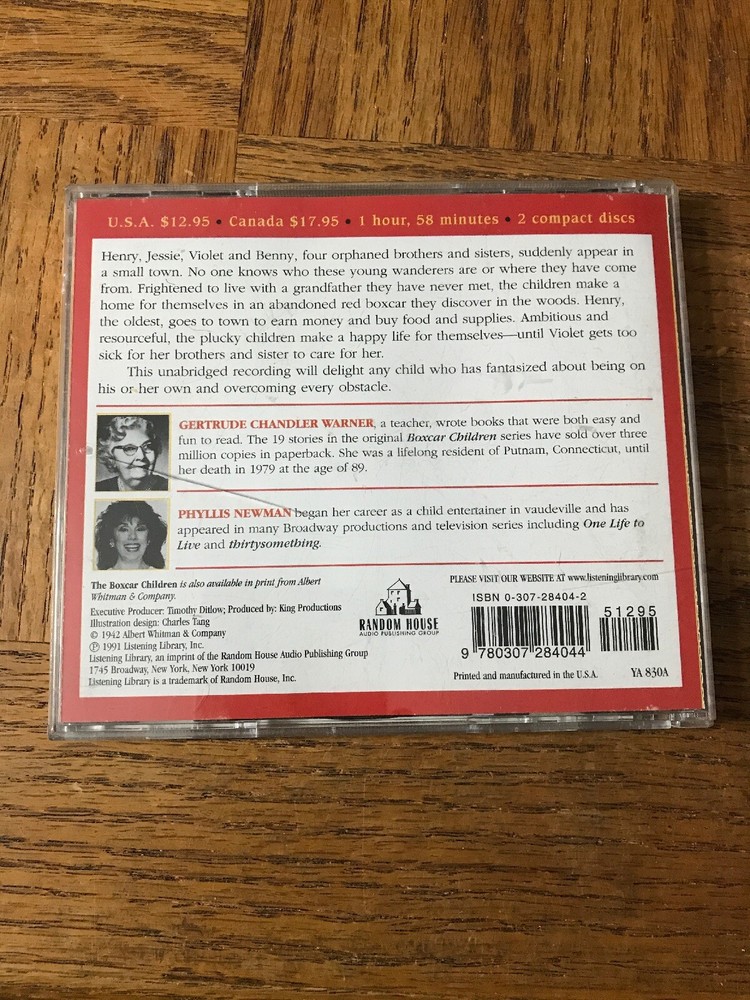 U.S.A. $12.95 • Canada $17.95 • 1 hour, 58 minutes • 2 compact discs
Henry, Jessie, Violet and Benny, four orphaned brothers and sisters, suddenly appear in
a small town. No one knows who these young wanderers are or where they have come
from. Frightened to live with a grandfather they have never met, the children make a
home for themselves in an abandoned red boxcar they discover in the woods. Henry,
the oldest, goes to town to earn money and buy food and supplies. Ambitious and
resourceful, the plucky children make a happy life for themselves—until Violet gets too
sick for her brothers and sister to care for her.
This unabridged recording will delight any child who has fantasized about being on
his or her own and overcoming every obstacle.
GERTRUDE CHANDLER WARNER, a teacher, wrote books that were both easy and
fun to read. The 19 stories in the original Boxcar Children series have sold over three
million copies in paperback. She was a lifelong resident of Putnam, Connecticut, until
her death in 1979 at the age of 89.
PHYLLIS NEWMAN began her career as a child entertainer in vaudeville and has
appeared in many Broadway productions and television series including One Life to
Live and thirtysomething.
The Boxcar Children is also available in print from Albert
Whitman & Company.
Executive Producer: Timothy Ditlow; Produced by: King Productions
Illustration design: Charles Tang
© 1942 Albert Whitman & Company
℗ 1991 Listening Library, Inc.
Listening Library, an imprint of the Random House Audio Publishing Group
1745 Broadway, New York, New York 10019
Listening Library is a trademark of Random House, Inc.
RANDOM HOUSE
AUDIO PUBLISHING GROUP
PLEASE VISIT OUR WEBSITE AT www.listeninglibrary.com
ISBN 0-307-28404-2
51295
9 780307 284044
Printed and manufactured in the U.S.A.
YA 830A